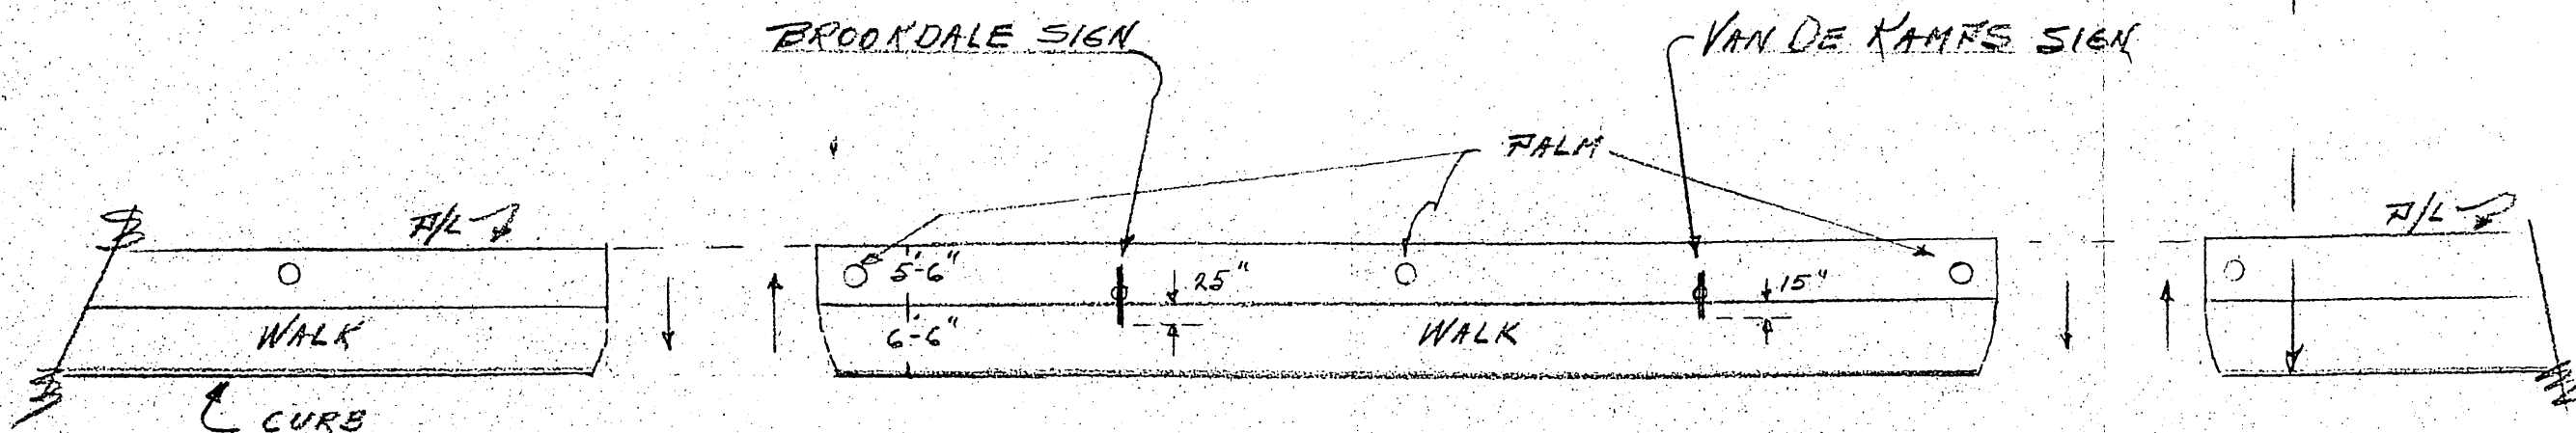 BROOKDALE SIGN
VAN DE KAMPS SIGN
PALM
P/L
P/L
5'-6"
25"
15"
WALK
6'-6"
WALK
CURB